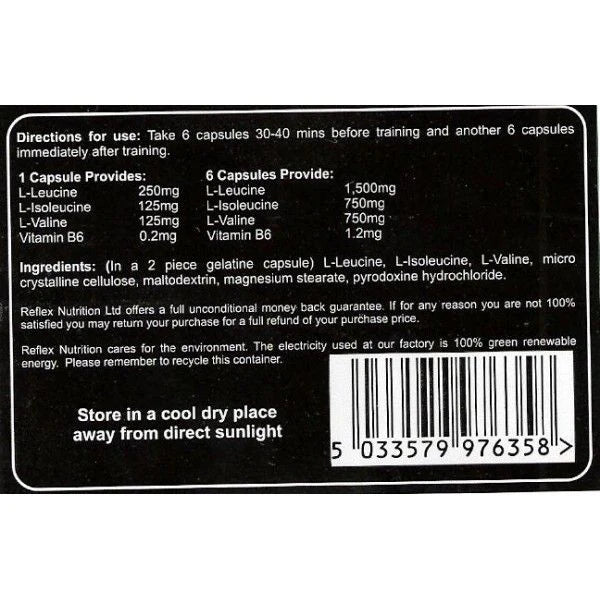 Directions for use: Take 6 capsules 30-40 mins before training and another 6 capsules
immediately after training.
1 Capsule Provides: 6 Capsules Provide:
L-Leucine 250mg L-Leucine 1,500mg
L-Isoleucine 125mg L-Isoleucine 750mg
L-Valine 125mg L-Valine 750mg
Vitamin B6 0.2mg Vitamin B6 1.2mg
Ingredients: (In a 2 piece gelatine capsule) L-Leucine, L-Isoleucine, L-Valine, micro
crystalline cellulose, maltodextrin, magnesium stearate, pyrodoxine hydrochloride.
Reflex Nutrition Ltd offers a full unconditional money back guarantee. If for any reason you are not 100%
satisfied you may return your purchase for a full refund of your purchase price.
Reflex Nutrition cares for the environment. The electricity used at our factory is 100% green renewable
energy. Please remember to recycle this container.
Store in a cool dry place
away from direct sunlight
5 033579 976358 >